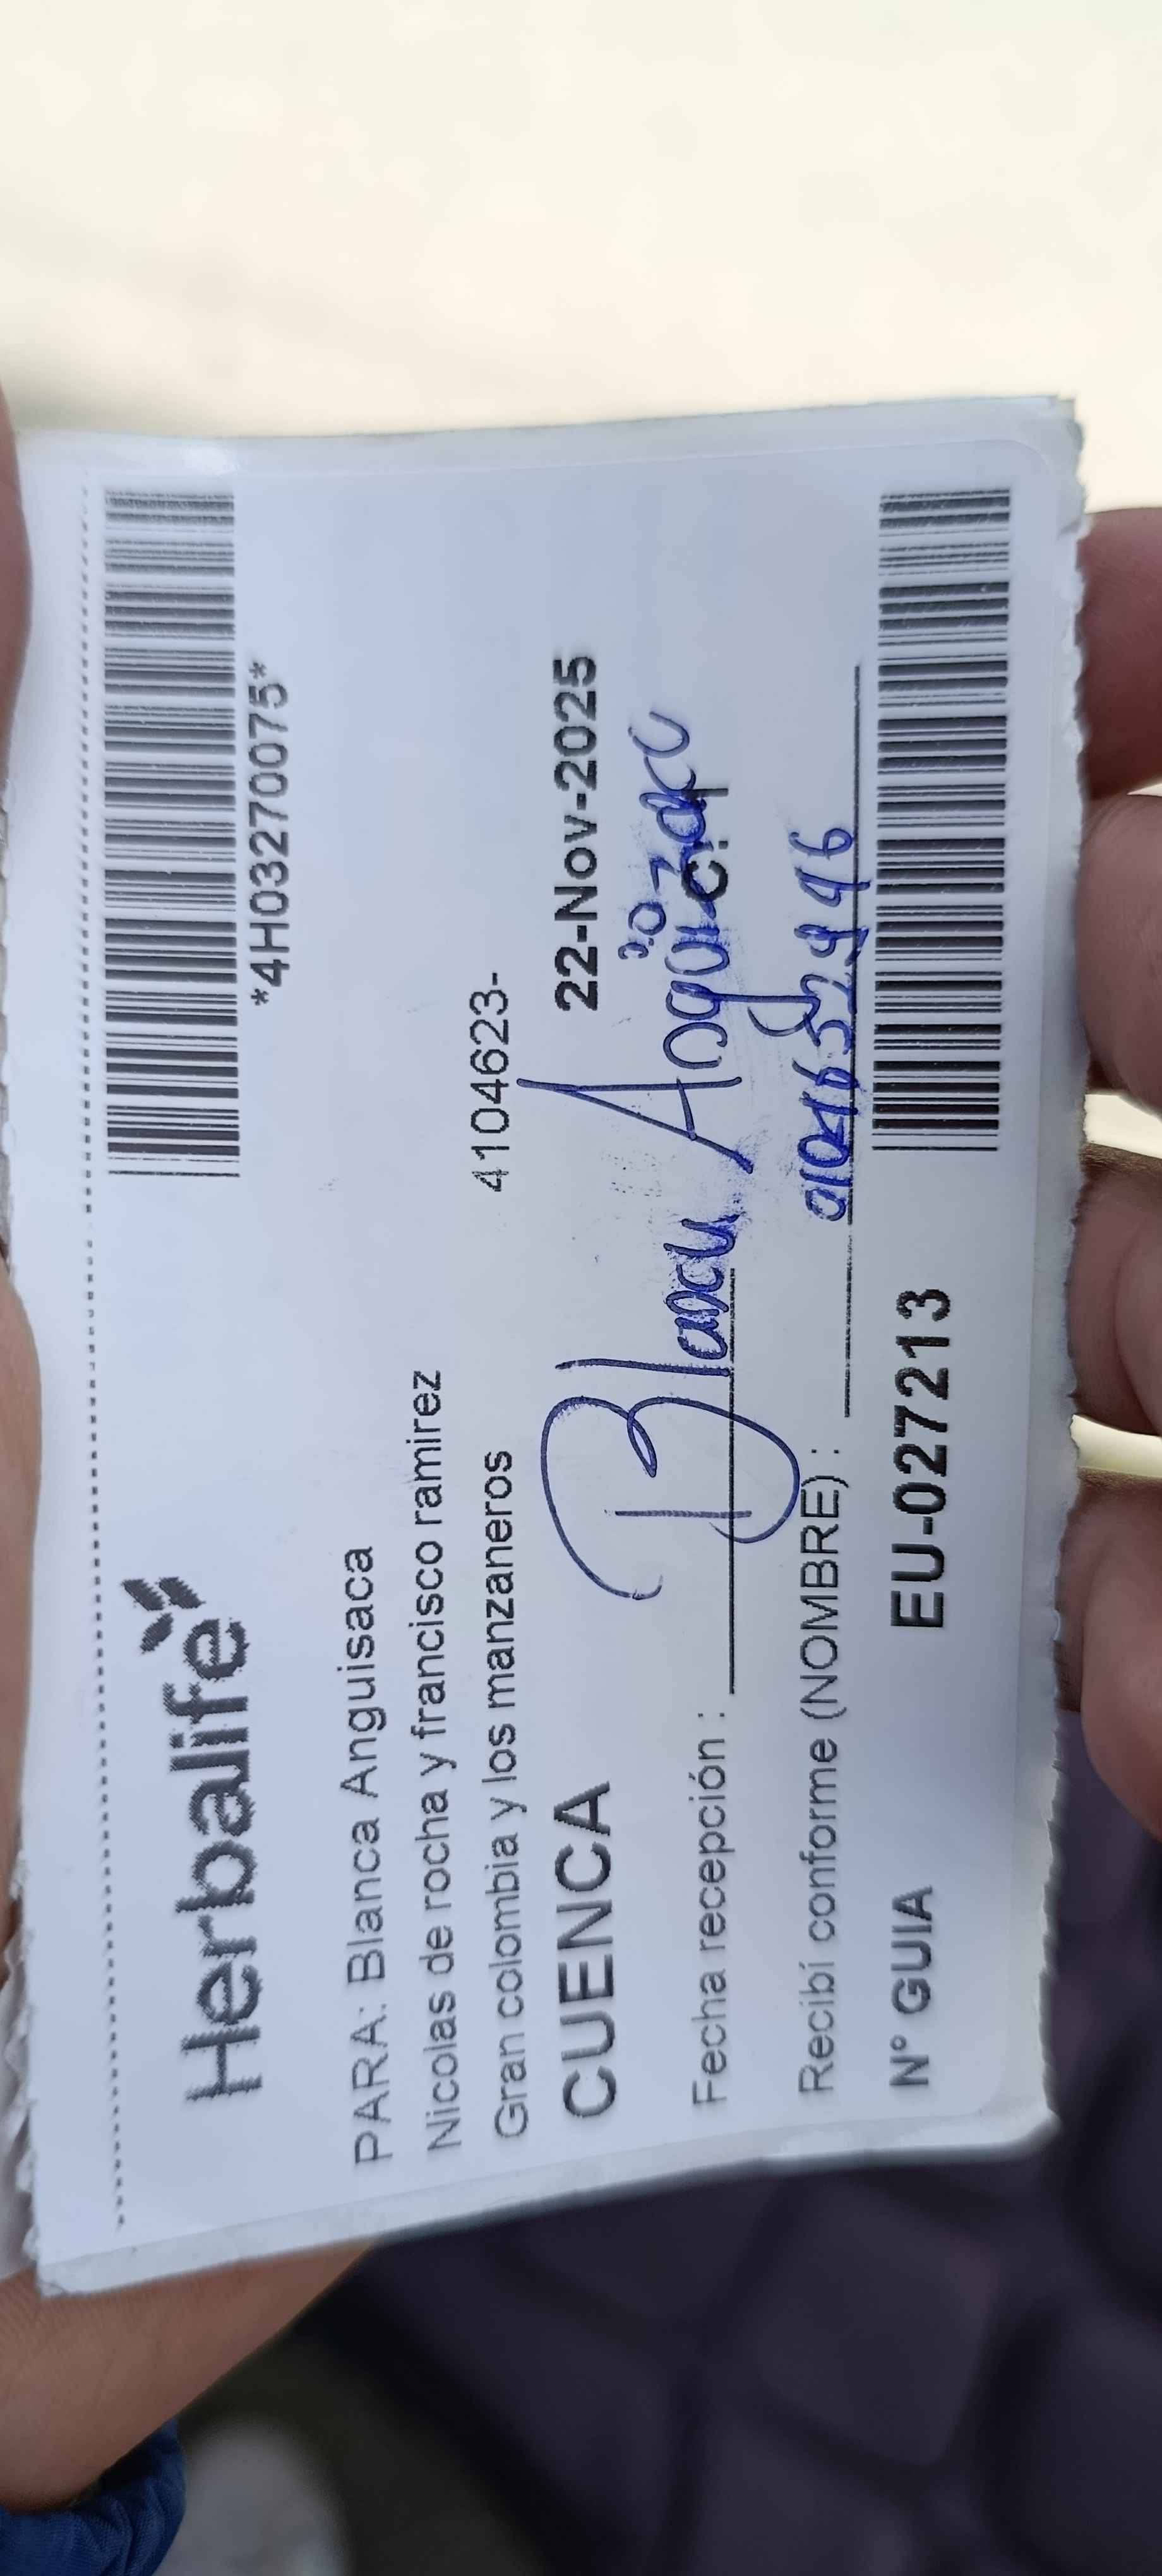 Herbalife
*4H03270075*
PARA: Blanca Anguisaca
Nicolas de rocha y francisco ramirez
Gran colombia y los manzaneros
4104623-
CUENCA
22-Nov-2025
Fecha recepción :
Blanca
C.I.
Recibí conforme (NOMBRE) :
Nº GUIA
EU-027213